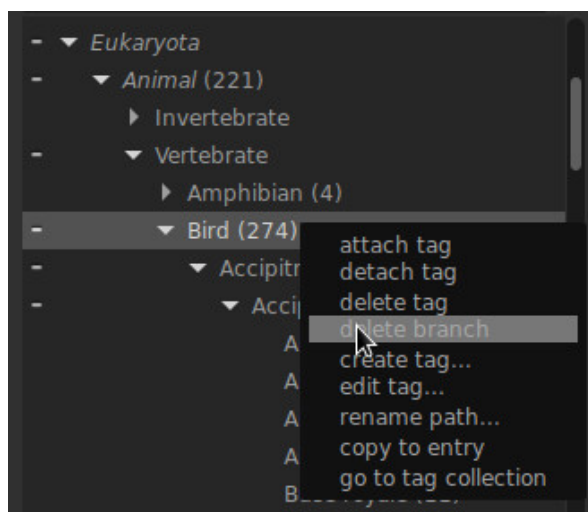 Eukaryota
Animal (221)
Invertebrate
Vertebrate
Amphibian (4)
Bird (274)
attach tag
detach tag
delete tag
delete branch
create tag...
edit tag...
rename path...
copy to entry
go to tag collection